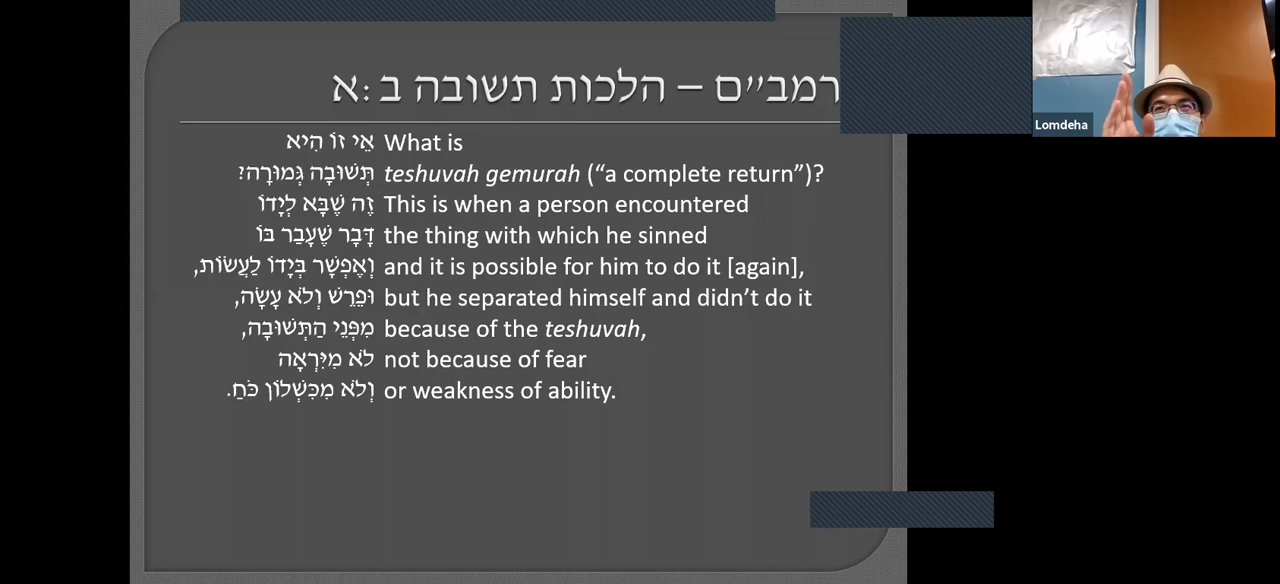 רמב״ם – הלכות תשובה ב:א
Lomdeha
אֵי זוֹ הִיא What is
תְּשׁוּבָה גְּמוּרָה? teshuvah gemurah (“a complete return”)?
זֶה שֶׁבָּא לְיָדוֹ This is when a person encountered
דָּבָר שֶׁעָבַר בּוֹ the thing with which he sinned
וְאֶפְשָׁר בְּיָדוֹ לַעֲשׂוֹת, and it is possible for him to do it [again],
וּפֵרֵשׁ וְלֹא עָשָׂה, but he separated himself and didn’t do it
מִפְּנֵי הַתְּשׁוּבָה, because of the teshuvah,
לֹא מִיִּרְאָה not because of fear
וְלֹא מִכִּשְׁלוֹן כֹּחַ. or weakness of ability.